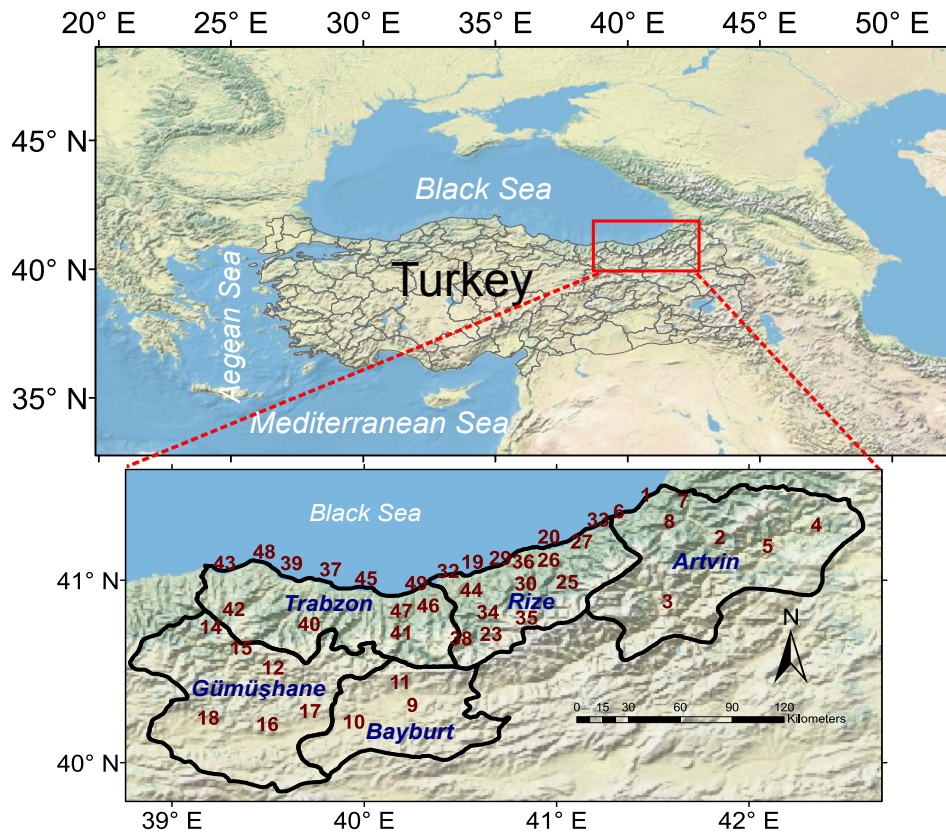 20° E 25° E 30° E 35° E 40° E 45° E 50° E
45° N
Black Sea
40° N
Turkey
Aegean Sea
35° N
Mediterranean Sea
1
7
6
33
8
4
Black Sea
20
27
2
5
48
43
39
37
45
49
32
19
29
36
26
Artvin
41° N
44
30
25
Trabzon
46
Rize
3
42
47
34
35
14
40
41
38
23
N
15
12
11
Gümüşhane
9
18
16
17
10
Bayburt
0 15 30 60 90 120
Kilometers
40° N
39° E 40° E 41° E 42° E